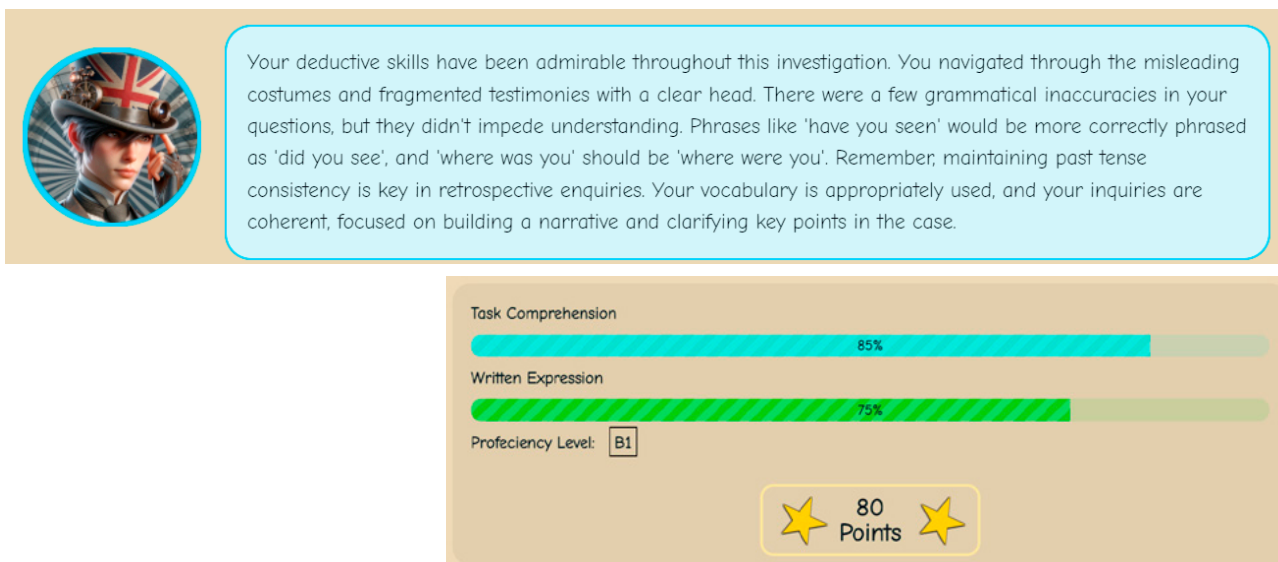 Your deductive skills have been admirable throughout this investigation. You navigated through the misleading
costumes and fragmented testimonies with a clear head. There were a few grammatical inaccuracies in your
questions, but they didn't impede understanding. Phrases like 'have you seen' would be more correctly phrased
as 'did you see', and 'where was you' should be 'where were you'. Remember, maintaining past tense
consistency is key in retrospective enquiries. Your vocabulary is appropriately used, and your inquiries are
coherent, focused on building a narrative and clarifying key points in the case.
Task Comprehension
85%
Written Expression
75%
Profeciency Level: B1
80
Points